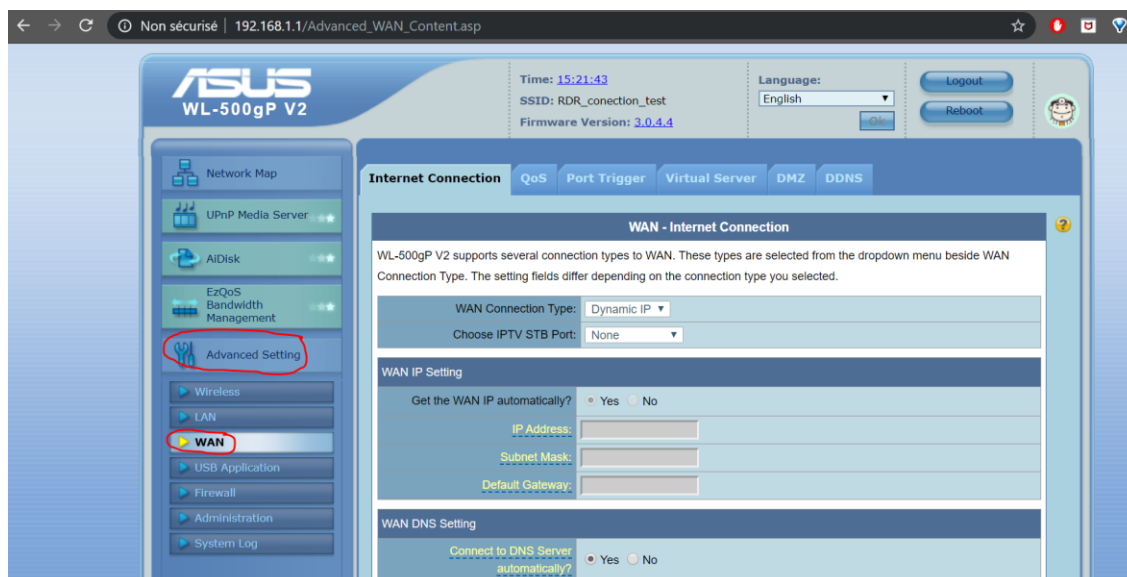 Non sécurisé | 192.168.1.1/Advanced_WAN_Content.asp
ASUS
WL-500gP V2
Time: 15:21:43
SSID: RDR_conection_test
Firmware Version: 3.0.4.4
Language:
English
Ok
Logout
Reboot
Network Map
UPnP Media Server
AiDisk
EzQoS
Bandwidth
Management
Advanced Setting
Wireless
LAN
WAN
USB Application
Firewall
Administration
System Log
Internet Connection QoS Port Trigger Virtual Server DMZ DDNS
WAN - Internet Connection
WL-500gP V2 supports several connection types to WAN. These types are selected from the dropdown menu beside WAN
Connection Type. The setting fields differ depending on the connection type you selected.
WAN Connection Type: Dynamic IP
Choose IPTV STB Port: None
WAN IP Setting
Get the WAN IP automatically? Yes No
IP Address:
Subnet Mask:
Default Gateway:
WAN DNS Setting
Connect to DNS Server
automatically? Yes No